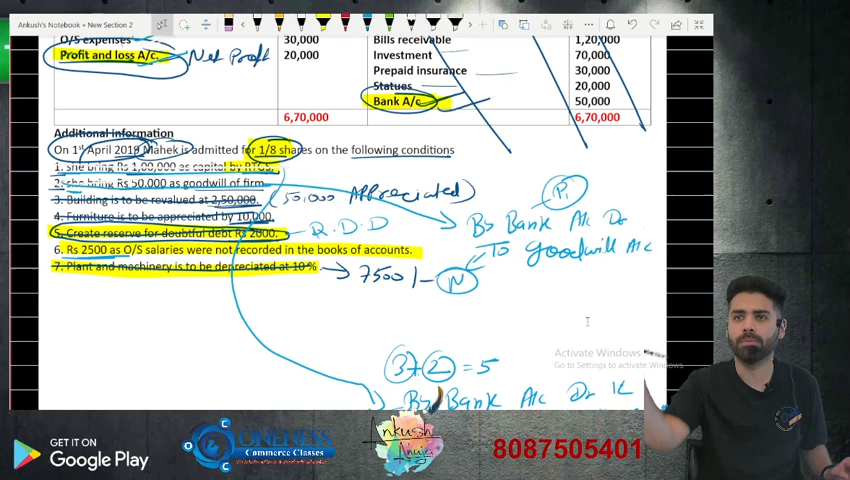 Ankush's Notebook » New Section 2
O/S expenses 30,000 Bills receivable 1,20,000
Profit and loss A/c. Net Profit 20,000 Investment 70,000
Prepaid insurance 30,000
Statues 20,000
Bank A/c 50,000
6,70,000 6,70,000
Additional information
On 1st April 2019 Mahek is admitted for 1/8 shares on the following conditions
1. she bring Rs 1,00,000 as capital by RTGS.
2. she bring Rs 50.000 as goodwill of firm
3. Building is to be revalued at 2,50,000. (50,000 Appreciated)
4. Furniture is to be appreciated by 10,000
5. Create reserve for doubtful debt Rs 2000. R.D.D
6. Rs 2500 as O/S salaries were not recorded in the books of accounts.
7. Plant and machinery is to be depreciated at 10 % 7500/-
P.
Bs Bank A/c Dr
To Goodwill A/c
N
3 + 2 = 5
1) Bs Bank A/c Dr
Activate Windows
Go to Settings to activate Windows.
GET IT ON
Google Play
ONENESS
Commerce Classes
Ankush
Ahuja
8087505401